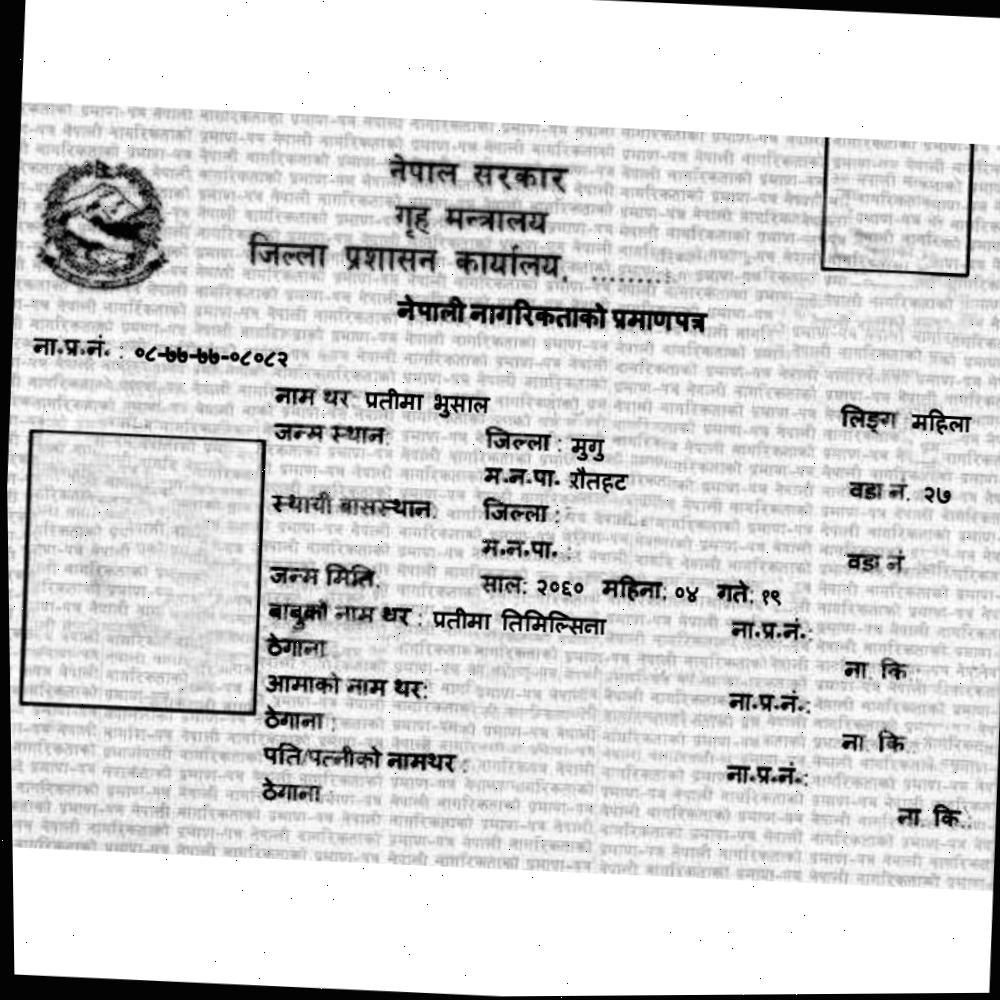 नेपाल सरकार
गृह मन्त्रालय
जिल्ला प्रशासन कार्यालय, .........
नेपाली नागरिकताको प्रमाणपत्र
ना.प्र.नं. : ०८-७७-७७-०८०८२
नाम थर: प्रतीमा भुसाल लिङ्ग महिला
जन्म स्थान: जिल्ला : मुगु
म.न.पा. रौतहट वडा नं. २७
स्थायी बासस्थान: जिल्ला :
म.न.पा. : वडा नं.
जन्म मिति: साल: २०६० महिना: ०४ गते: १९
बाबुको नाम थर : प्रतीमा तिमिल्सिना ना.प्र.नं.:
ठेगाना : ना. कि.:
आमाको नाम थर: ना.प्र.नं.:
ठेगाना : ना. कि.:
पति/पत्नीको नामथर : ना.प्र.नं.:
ठेगाना : ना. कि.: